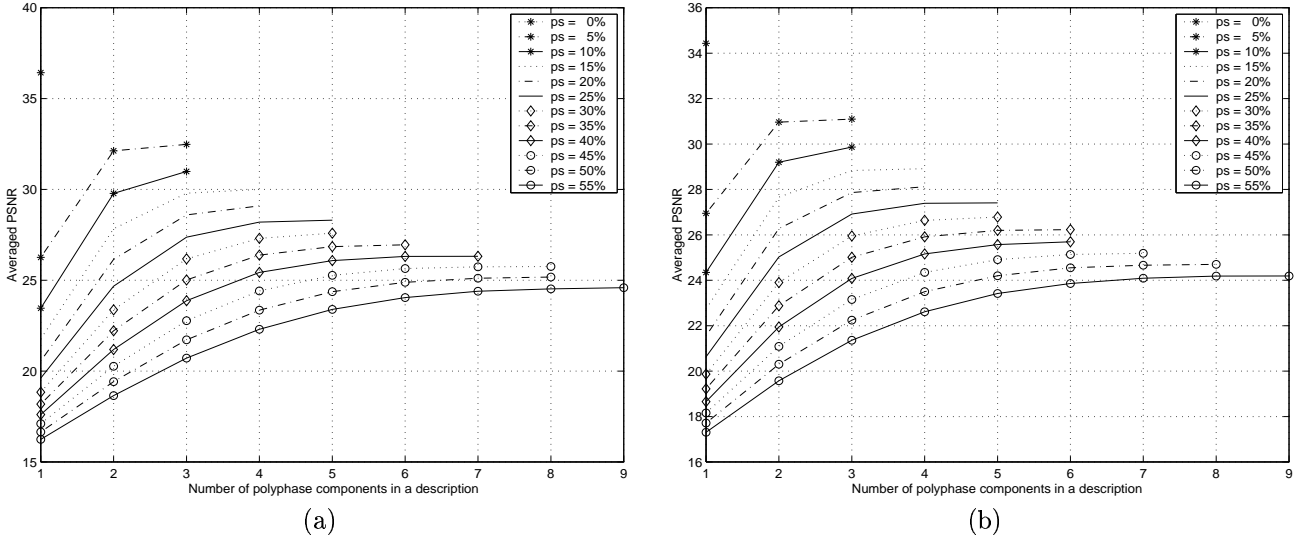 40
35
30
25
20
15
Averaged PSNR
1 2 3 4 5 6 7 8 9
Number of polyphase components in a description
ps = 0%
ps = 5%
ps = 10%
ps = 15%
ps = 20%
ps = 25%
ps = 30%
ps = 35%
ps = 40%
ps = 45%
ps = 50%
ps = 55%
(a)
36
34
32
30
28
26
24
22
20
18
16
Averaged PSNR
1 2 3 4 5 6 7 8 9
Number of polyphase components in a description
ps = 0%
ps = 5%
ps = 10%
ps = 15%
ps = 20%
ps = 25%
ps = 30%
ps = 35%
ps = 40%
ps = 45%
ps = 50%
ps = 55%
(b)